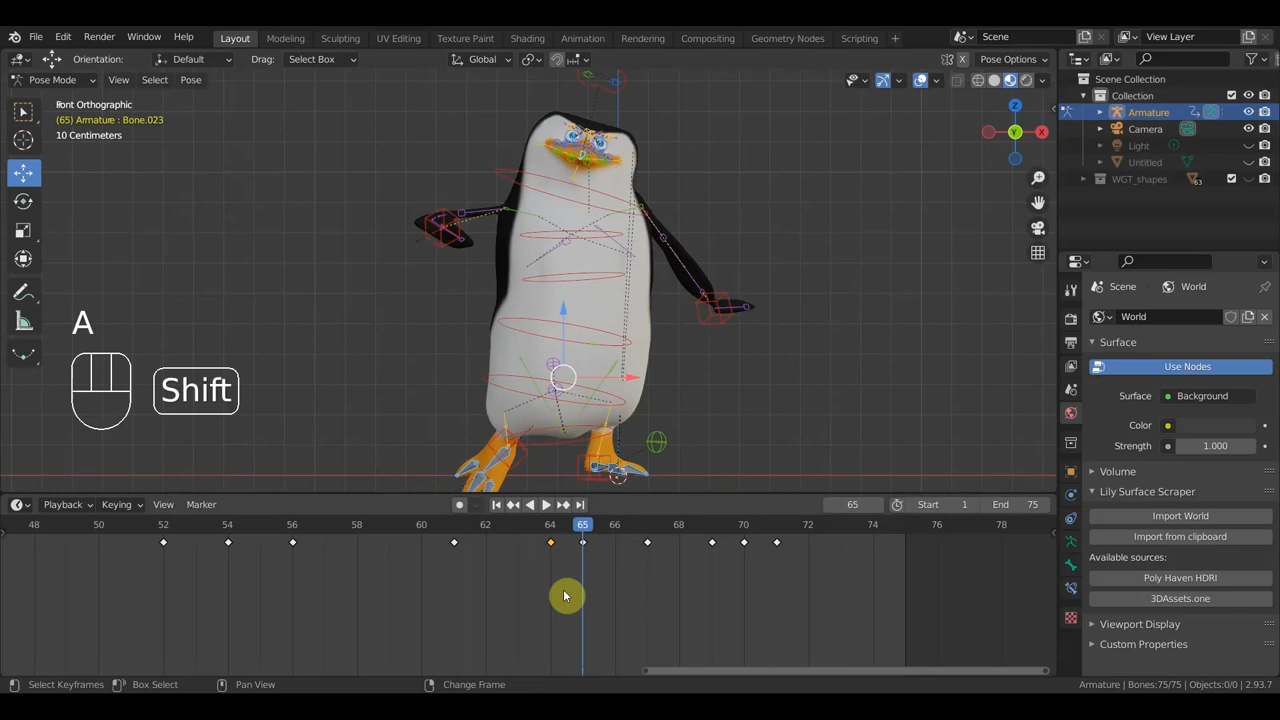 File Edit Render Window Help Layout Modeling Sculpting UV Editing Texture Paint Shading Animation Rendering Compositing Geometry Nodes Scripting + Scene View Layer
Orientation: Default Drag: Select Box Global Pose Options
Pose Mode View Select Pose
Front Orthographic
(65) Armature : Bone.023
10 Centimeters
Z
X
Y
A
Shift
Scene Collection
Collection
Armature
Camera
Light
Untitled
WGT_shapes 63
Scene World
World
Surface
Use Nodes
Surface Background
Color
Strength 1.000
Volume
Lily Surface Scraper
Import World
Import from clipboard
Available sources:
Poly Haven HDRI
3DAssets.one
Viewport Display
Custom Properties
Playback Keying View Marker 65 Start 1 End 75
48 50 52 54 56 58 60 62 64 65 66 68 70 72 74 76 78
Select Keyframes Box Select Pan View Change Frame Armature | Bones:75/75 | Objects:0/0 | 2.93.7